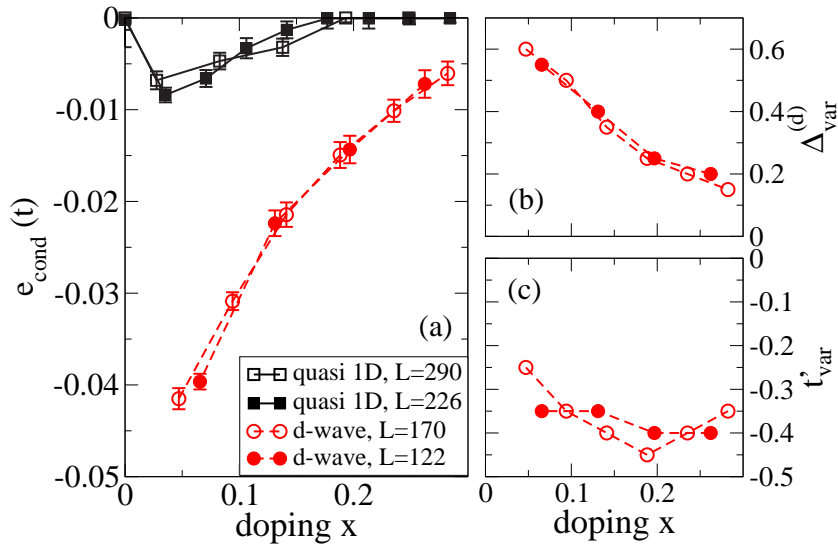 0
-0.01
-0.02
-0.03
-0.04
-0.05
e_cond (t)
0
0.1
0.2
doping x
(a)
quasi 1D, L=290
quasi 1D, L=226
d-wave, L=170
d-wave, L=122
(b)
0.6
0.4
0.2
0
Δ_var^(d)
(c)
0
-0.1
-0.2
-0.3
-0.4
-0.5
t'_var
0
0.1
0.2
doping x